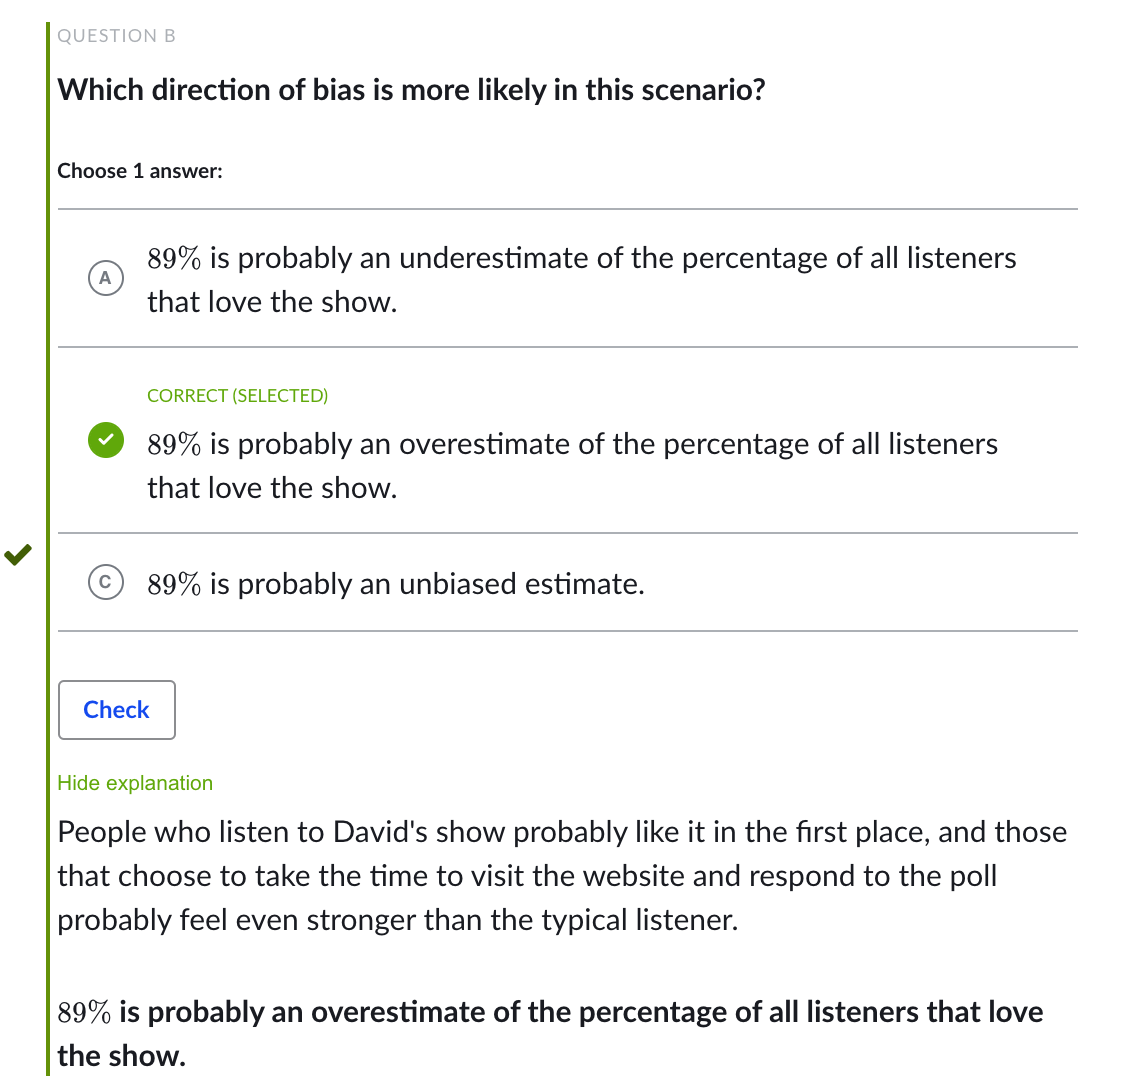 QUESTION B
Which direction of bias is more likely in this scenario?
Choose 1 answer:
A
89% is probably an underestimate of the percentage of all listeners
that love the show.
CORRECT (SELECTED)
89% is probably an overestimate of the percentage of all listeners
that love the show.
C
89% is probably an unbiased estimate.
Check
Hide explanation
People who listen to David's show probably like it in the first place, and those
that choose to take the time to visit the website and respond to the poll
probably feel even stronger than the typical listener.
89% is probably an overestimate of the percentage of all listeners that love
the show.